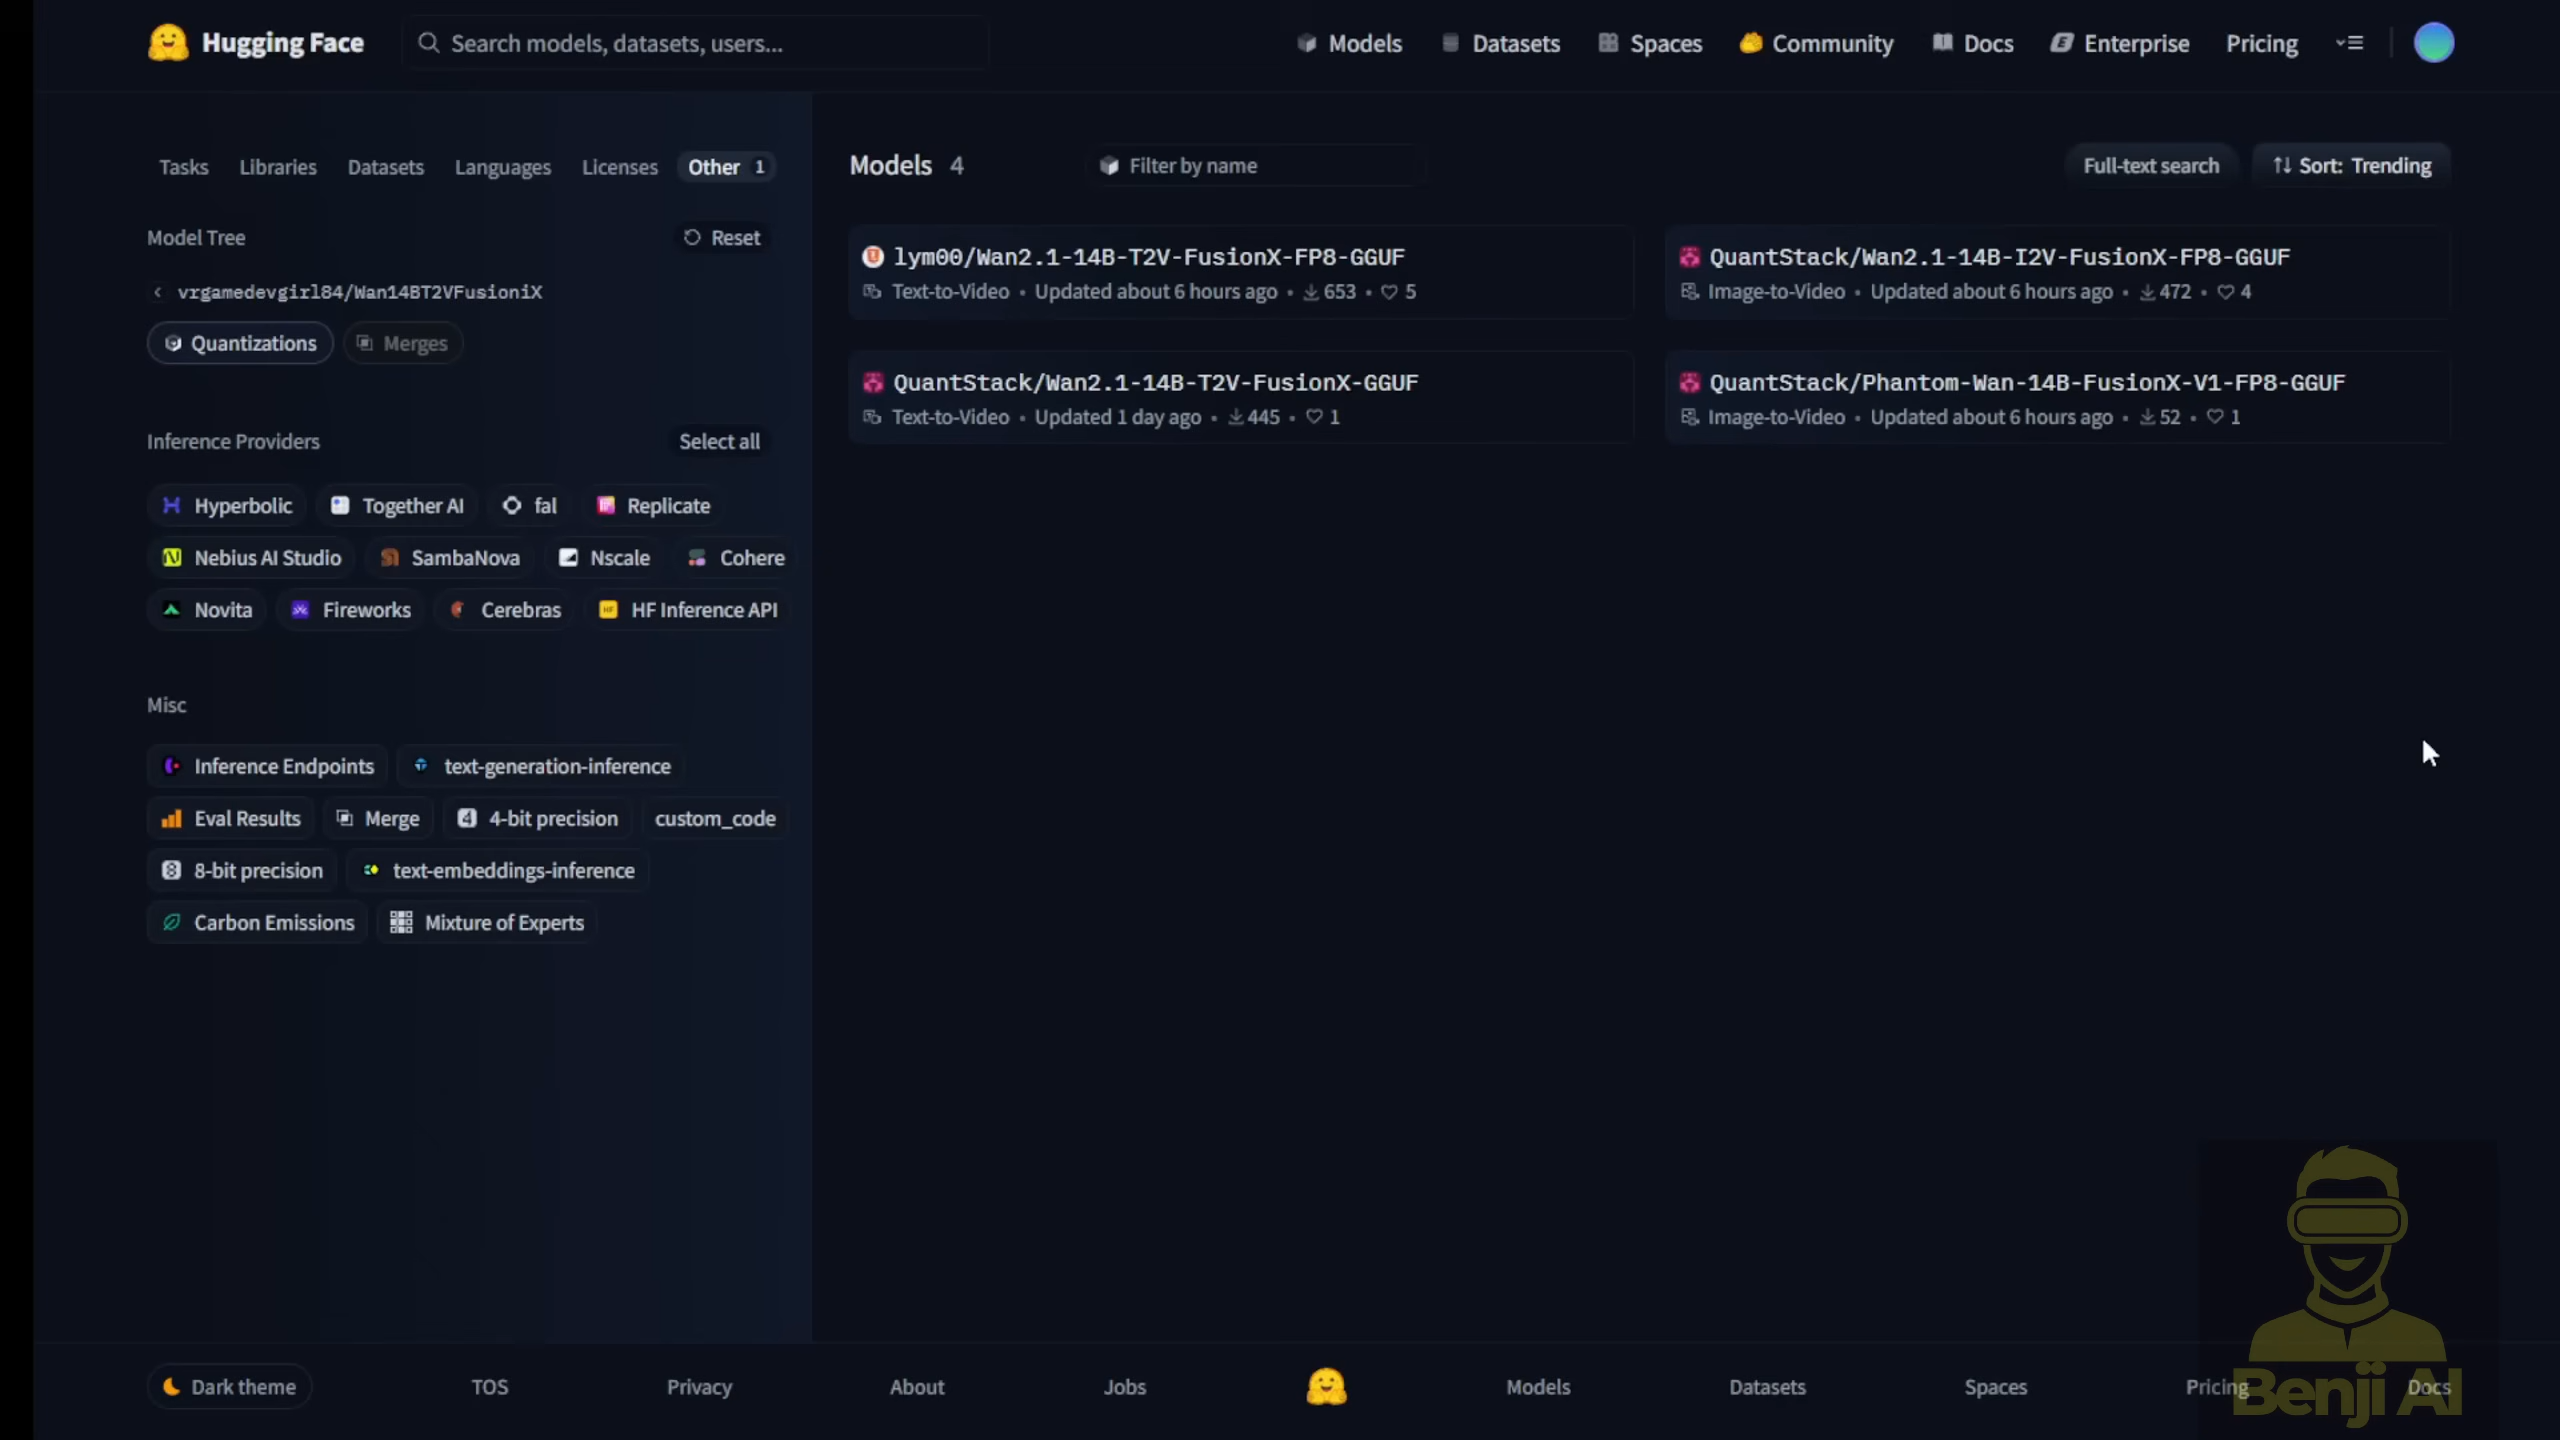 Hugging Face
Search models, datasets, users...
Models
Datasets
Spaces
Community
Docs
Enterprise
Pricing
Tasks
Libraries
Datasets
Languages
Licenses
Other 1
Model Tree
Reset
vrgamedevgirl84/Wan14BT2VFusioniX
Quantizations
Merges
Inference Providers
Select all
Hyperbolic
Together AI
fal
Replicate
Nebius AI Studio
SambaNova
Nscale
Cohere
Novita
Fireworks
Cerebras
HF Inference API
Misc
Inference Endpoints
text-generation-inference
Eval Results
Merge
4-bit precision
custom_code
8-bit precision
text-embeddings-inference
Carbon Emissions
Mixture of Experts
Models 4
Filter by name
Full-text search
Sort: Trending
lym00/Wan2.1-14B-T2V-FusionX-FP8-GGUF
Text-to-Video • Updated about 6 hours ago • 653 • 5
QuantStack/Wan2.1-14B-I2V-FusionX-FP8-GGUF
Image-to-Video • Updated about 6 hours ago • 472 • 4
QuantStack/Wan2.1-14B-T2V-FusionX-GGUF
Text-to-Video • Updated 1 day ago • 445 • 1
QuantStack/Phantom-Wan-14B-FusionX-V1-FP8-GGUF
Image-to-Video • Updated about 6 hours ago • 52 • 1
Dark theme
TOS
Privacy
About
Jobs
Models
Datasets
Spaces
Pricing
Docs
Benji AI